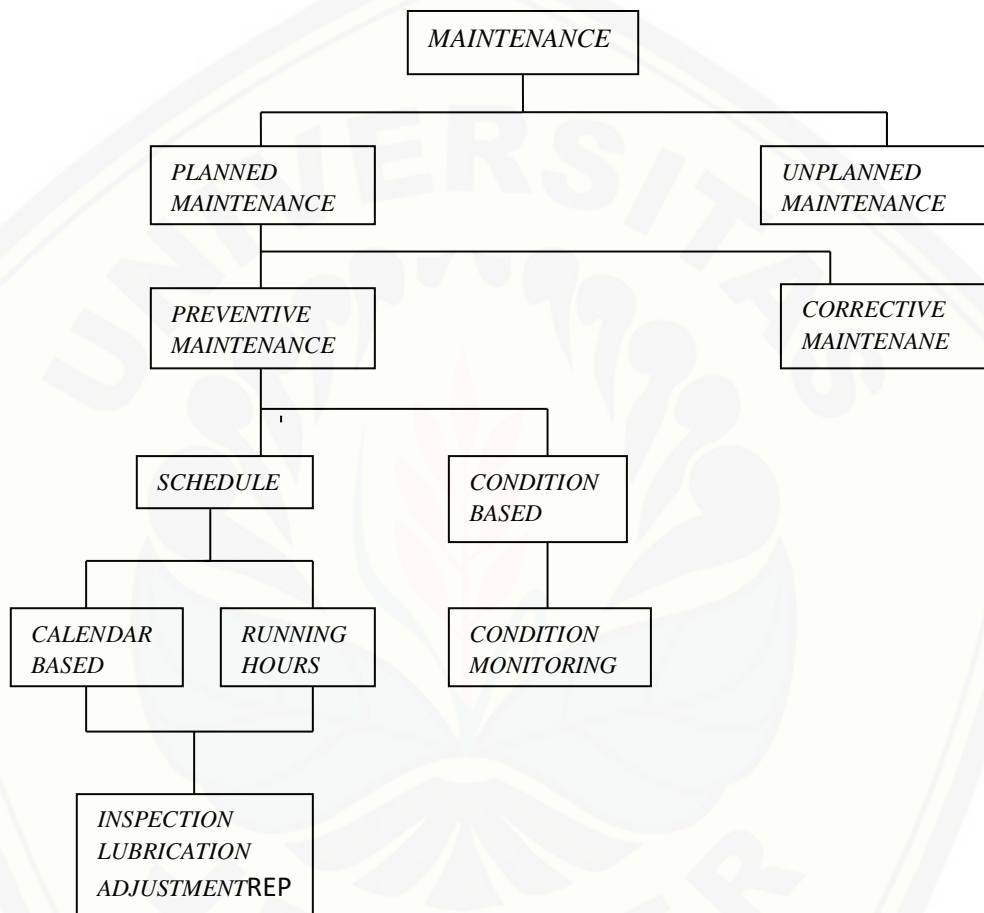 MAINTENANCE
PLANNED
MAINTENANCE
UNPLANNED
MAINTENANCE
PREVENTIVE
MAINTENANCE
CORRECTIVE
MAINTENANE
SCHEDULE
CONDITION
BASED
CALENDAR
BASED
RUNNING
HOURS
CONDITION
MONITORING
INSPECTION
LUBRICATION
ADJUSTMENTREP
UNIVERSITAS